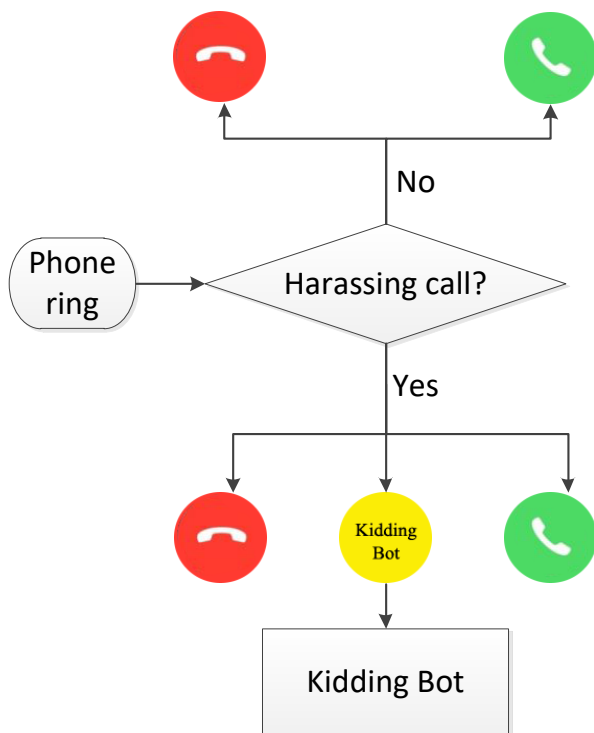 No
Phone
ring
Harassing call?
Yes
Kidding
Bot
Kidding Bot